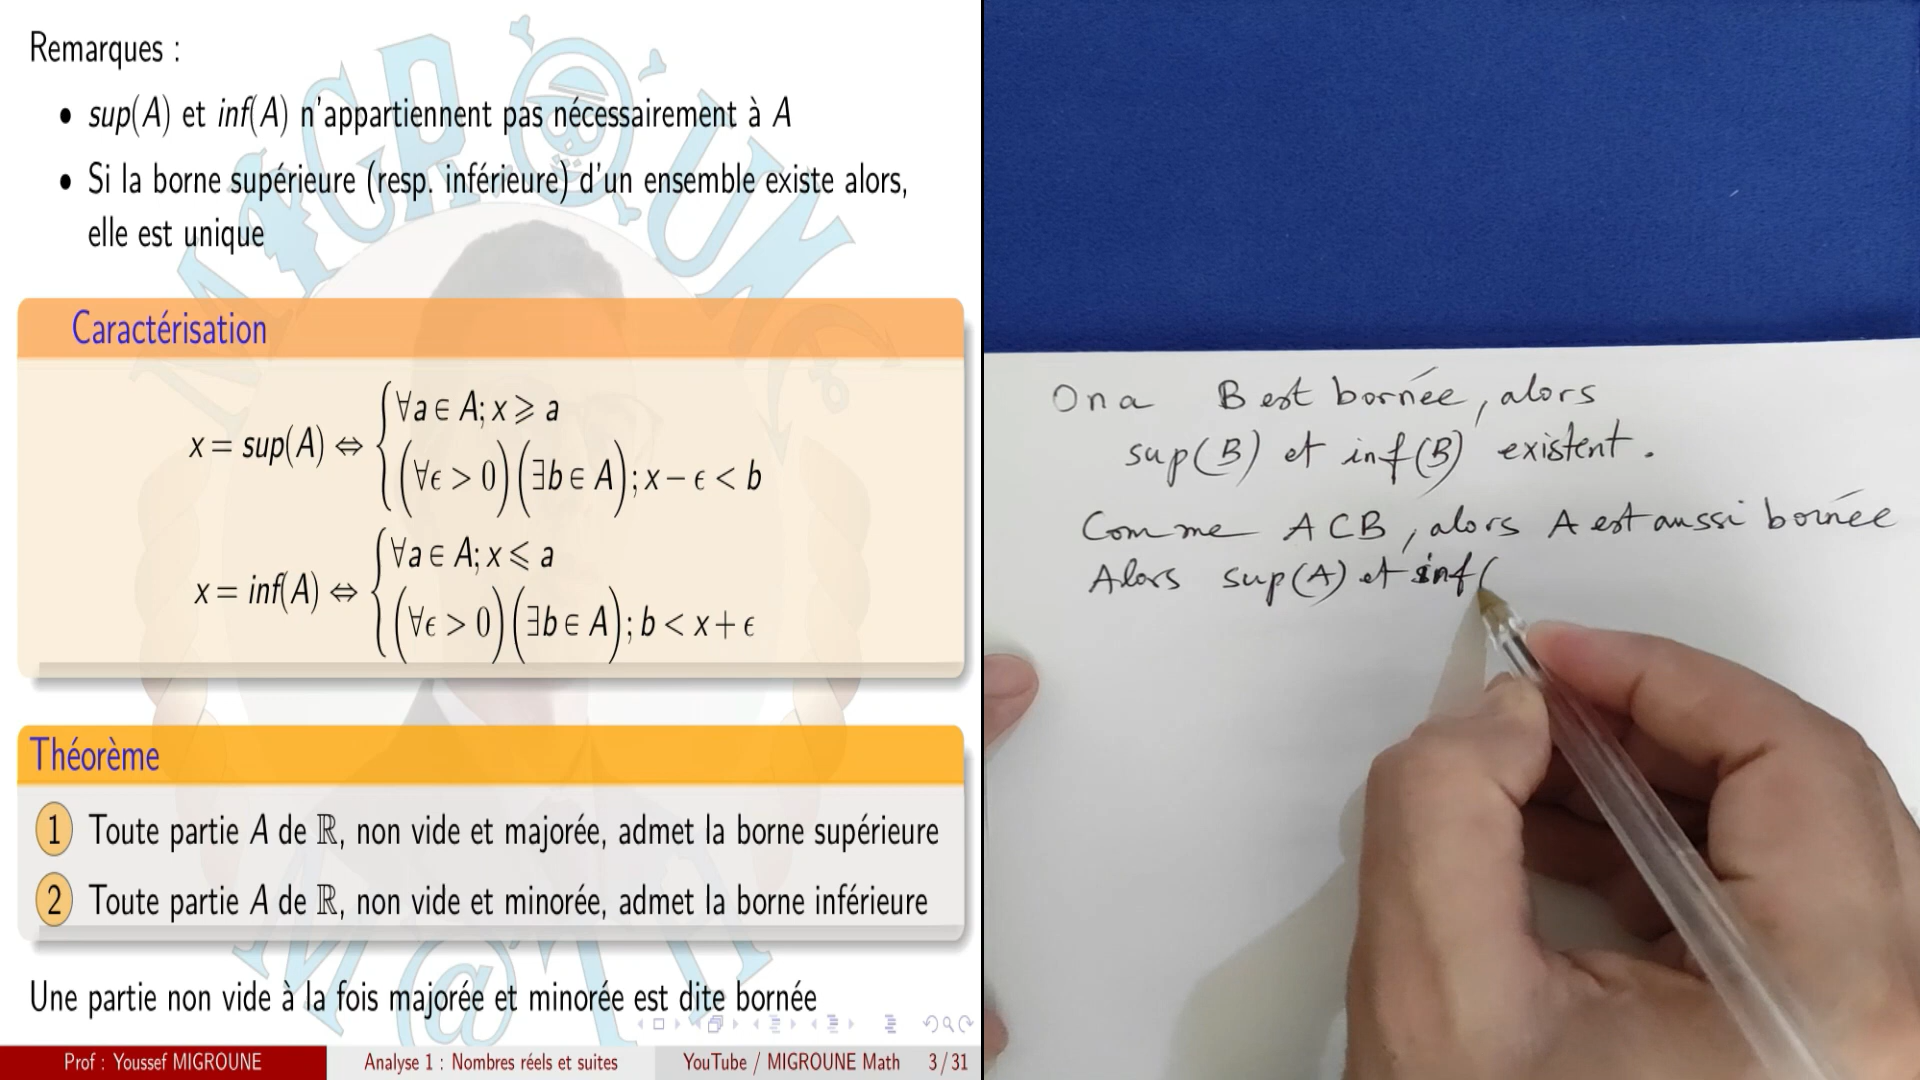 Remarques :
• sup(A) et inf(A) n'appartiennent pas nécessairement à A
• Si la borne supérieure (resp. inférieure) d'un ensemble existe alors,
elle est unique
Caractérisation
x = sup(A) ⇔ { ∀a ∈ A; x ⩾ a
(∀ϵ > 0)(∃b ∈ A); x − ϵ < b
x = inf(A) ⇔ { ∀a ∈ A; x ⩽ a
(∀ϵ > 0)(∃b ∈ A); b < x + ϵ
Théorème
1 Toute partie A de ℝ, non vide et majorée, admet la borne supérieure
2 Toute partie A de ℝ, non vide et minorée, admet la borne inférieure
Une partie non vide à la fois majorée et minorée est dite bornée
Prof : Youssef MIGROUNE Analyse 1 : Nombres réels et suites YouTube / MIGROUNE Math 3 / 31
MIGROUNE
M@TH
On a B est bornée, alors
sup(B) et inf(B) existent.
Comme A ⊂ B, alors A est aussi bornée
Alors sup(A) et inf(